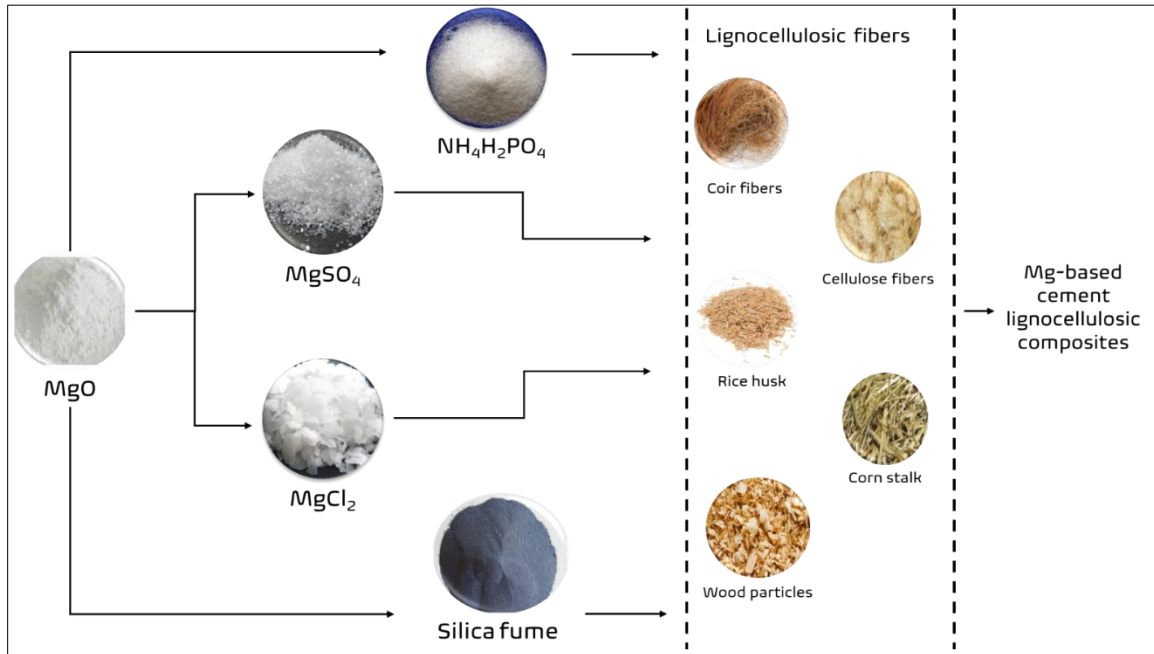 Lignocellulosic fibers
NH₄H₂PO₄
Coir fibers
MgSO₄
Cellulose fibers
MgO
Mg-based
cement
lignocellulosic
composites
Rice husk
MgCl₂
Corn stalk
Wood particles
Silica fume